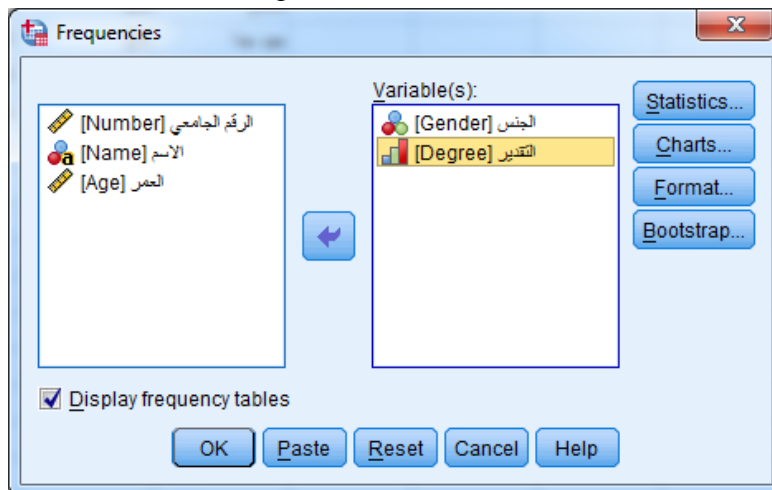 Frequencies
Variable(s):
الرقم الجامعي [Number]
الاسم [Name]
العمر [Age]
الجنس [Gender]
التقدير [Degree]
Statistics...
Charts...
Format...
Bootstrap...
Display frequency tables
OK
Paste
Reset
Cancel
Help